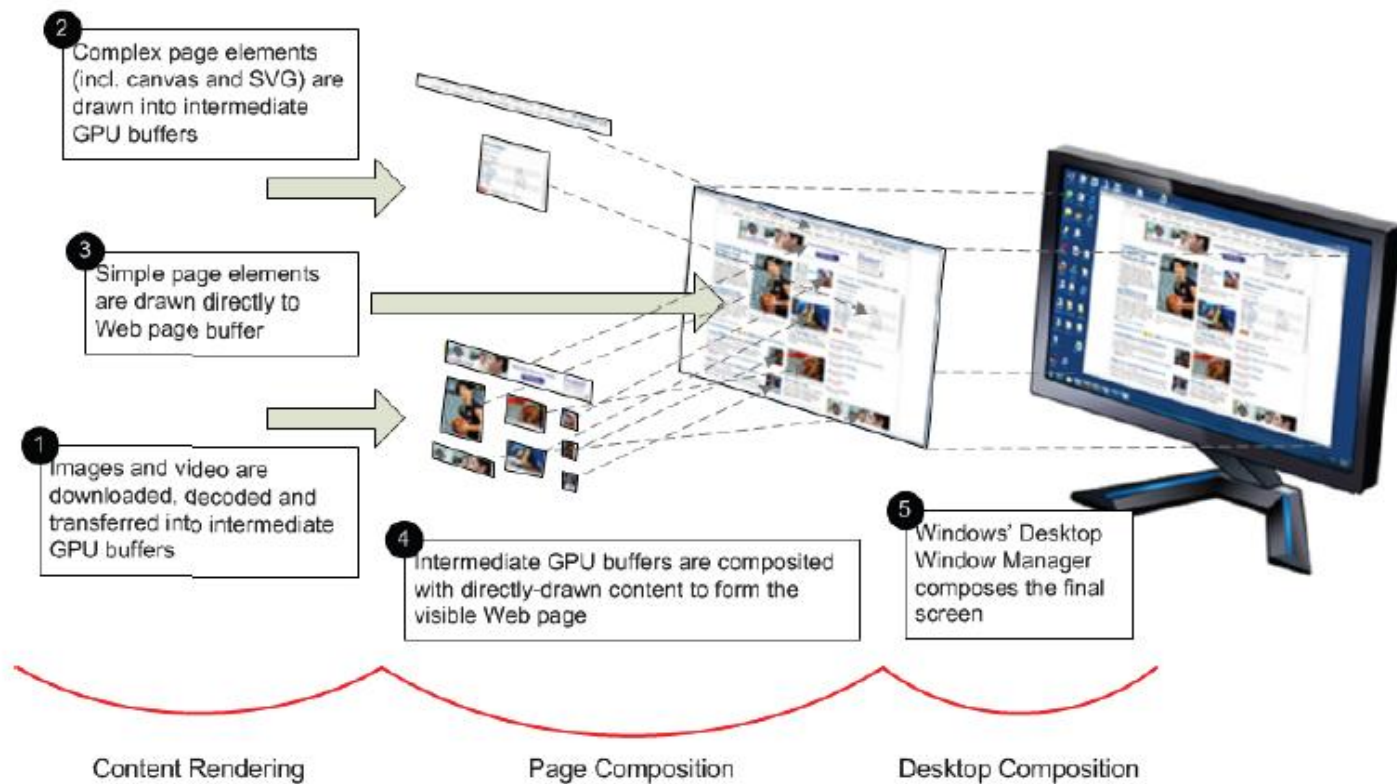 2
Complex page elements
(incl. canvas and SVG) are
drawn into intermediate
GPU buffers
3
Simple page elements
are drawn directly to
Web page buffer
1
Images and video are
downloaded, decoded and
transferred into intermediate
GPU buffers
4
Intermediate GPU buffers are composited
with directly-drawn content to form the
visible Web page
5
Windows’ Desktop
Window Manager
composes the final
screen
Content Rendering
Page Composition
Desktop Composition